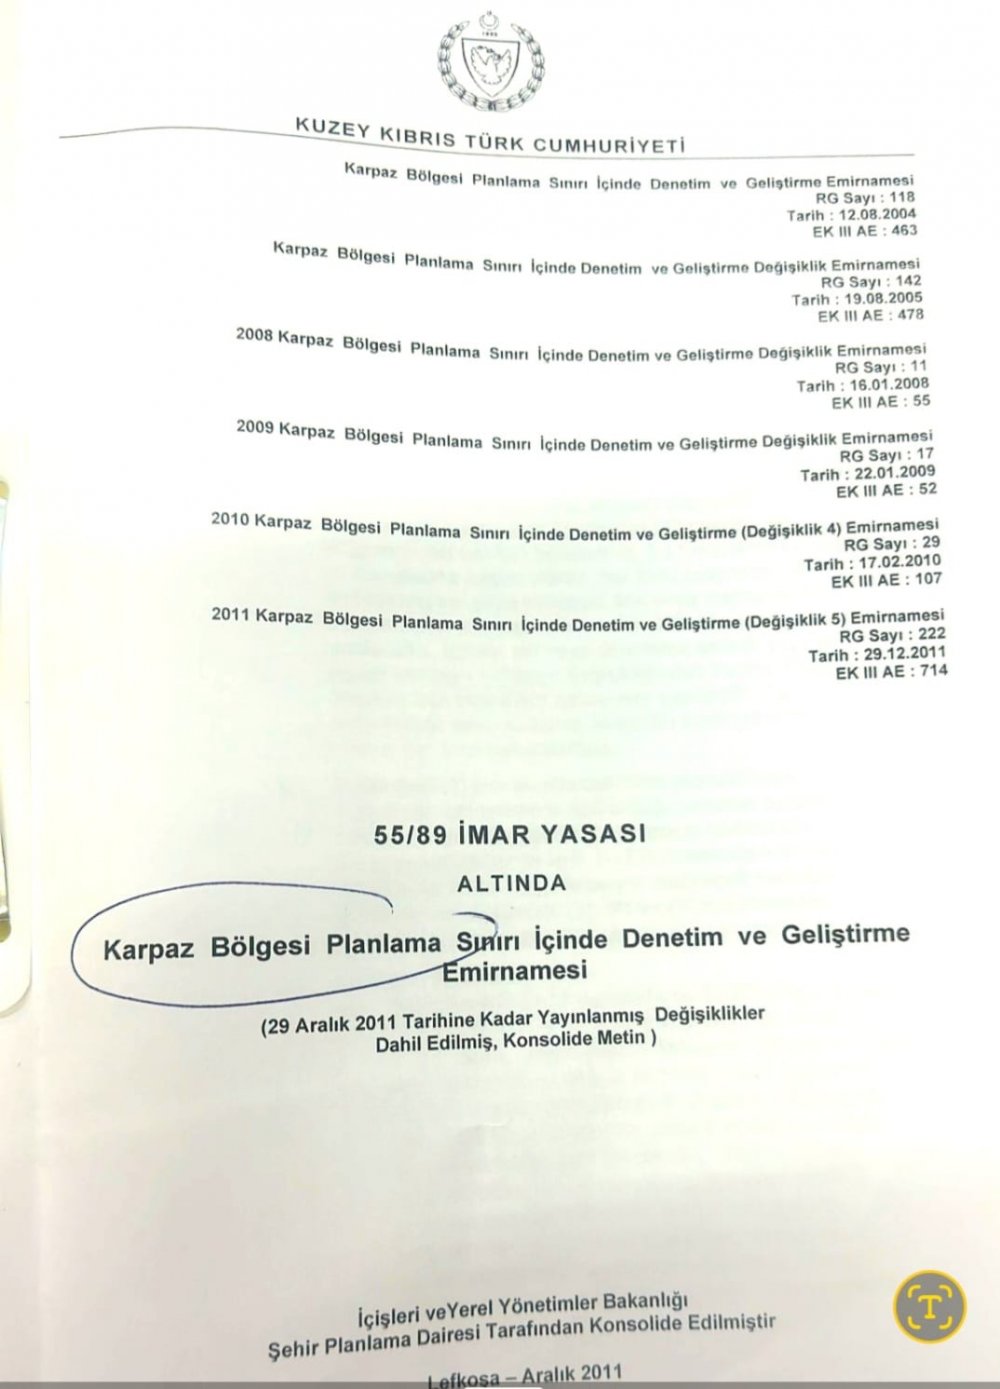 KUZEY KIBRIS TÜRK CUMHURİYETİ
Karpaz Bölgesi Planlama Sınırı İçinde Denetim ve Geliştirme Emirnamesi
RG Sayı : 118
Tarih : 12.08.2004
EK III AE : 463
Karpaz Bölgesi Planlama Sınırı İçinde Denetim ve Geliştirme Değişiklik Emirnamesi
RG Sayı : 142
Tarih : 19.08.2005
EK III AE : 478
2008 Karpaz Bölgesi Planlama Sınırı İçinde Denetim ve Geliştirme Değişiklik Emirnamesi
RG Sayı : 11
Tarih : 16.01.2008
EK III AE : 55
2009 Karpaz Bölgesi Planlama Sınırı İçinde Denetim ve Geliştirme Değişiklik Emirnamesi
RG Sayı : 17
Tarih : 22.01.2009
EK III AE : 52
2010 Karpaz Bölgesi Planlama Sınırı İçinde Denetim ve Geliştirme (Değişiklik 4) Emirnamesi
RG Sayı : 29
Tarih : 17.02.2010
EK III AE : 107
2011 Karpaz Bölgesi Planlama Sınırı İçinde Denetim ve Geliştirme (Değişiklik 5) Emirnamesi
RG Sayı : 222
Tarih : 29.12.2011
EK III AE : 714
55/89 İMAR YASASI
ALTINDA
Karpaz Bölgesi Planlama Sınırı İçinde Denetim ve Geliştirme
Emirnamesi
(29 Aralık 2011 Tarihine Kadar Yayınlanmış Değişiklikler
Dahil Edilmiş, Konsolide Metin )
İçişleri veYerel Yönetimler Bakanlığı
Şehir Planlama Dairesi Tarafından Konsolide Edilmiştir
Lefkoşa – Aralık 2011
T